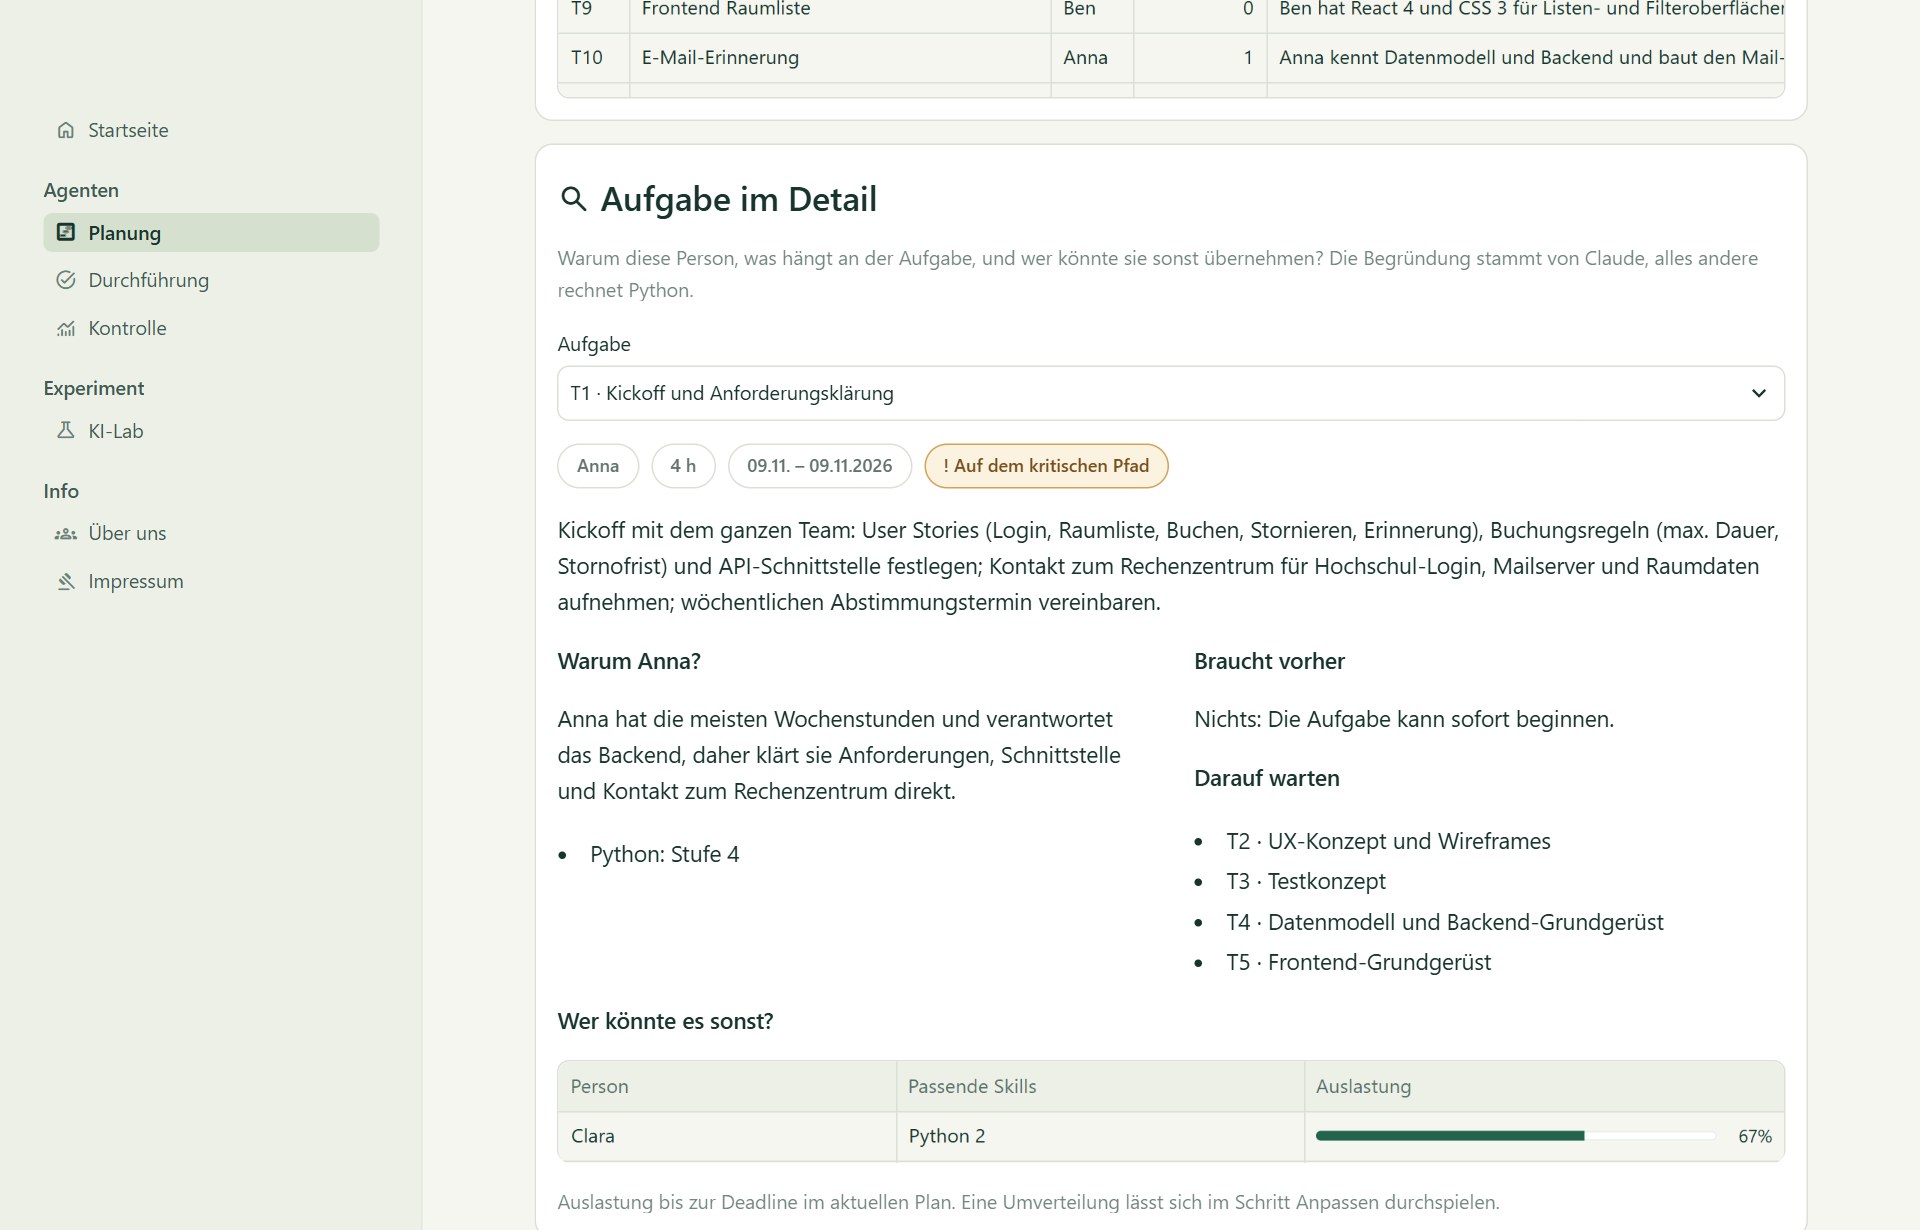 Startseite
Agenten
Planung
Durchführung
Kontrolle
Experiment
KI-Lab
Info
Über uns
Impressum
T9 Frontend Raumliste Ben 0 Ben hat React 4 und CSS 3 für Listen- und Filteroberflächen
T10 E-Mail-Erinnerung Anna 1 Anna kennt Datenmodell und Backend und baut den Mail-
Aufgabe im Detail
Warum diese Person, was hängt an der Aufgabe, und wer könnte sie sonst übernehmen? Die Begründung stammt von Claude, alles andere
rechnet Python.
Aufgabe
T1 · Kickoff und Anforderungsklärung
Anna 4 h 09.11. – 09.11.2026 ! Auf dem kritischen Pfad
Kickoff mit dem ganzen Team: User Stories (Login, Raumliste, Buchen, Stornieren, Erinnerung), Buchungsregeln (max. Dauer,
Stornofrist) und API-Schnittstelle festlegen; Kontakt zum Rechenzentrum für Hochschul-Login, Mailserver und Raumdaten
aufnehmen; wöchentlichen Abstimmungstermin vereinbaren.
Warum Anna?
Anna hat die meisten Wochenstunden und verantwortet
das Backend, daher klärt sie Anforderungen, Schnittstelle
und Kontakt zum Rechenzentrum direkt.
• Python: Stufe 4
Braucht vorher
Nichts: Die Aufgabe kann sofort beginnen.
Darauf warten
• T2 · UX-Konzept und Wireframes
• T3 · Testkonzept
• T4 · Datenmodell und Backend-Grundgerüst
• T5 · Frontend-Grundgerüst
Wer könnte es sonst?
Person Passende Skills Auslastung
Clara Python 2 67%
Auslastung bis zur Deadline im aktuellen Plan. Eine Umverteilung lässt sich im Schritt Anpassen durchspielen.